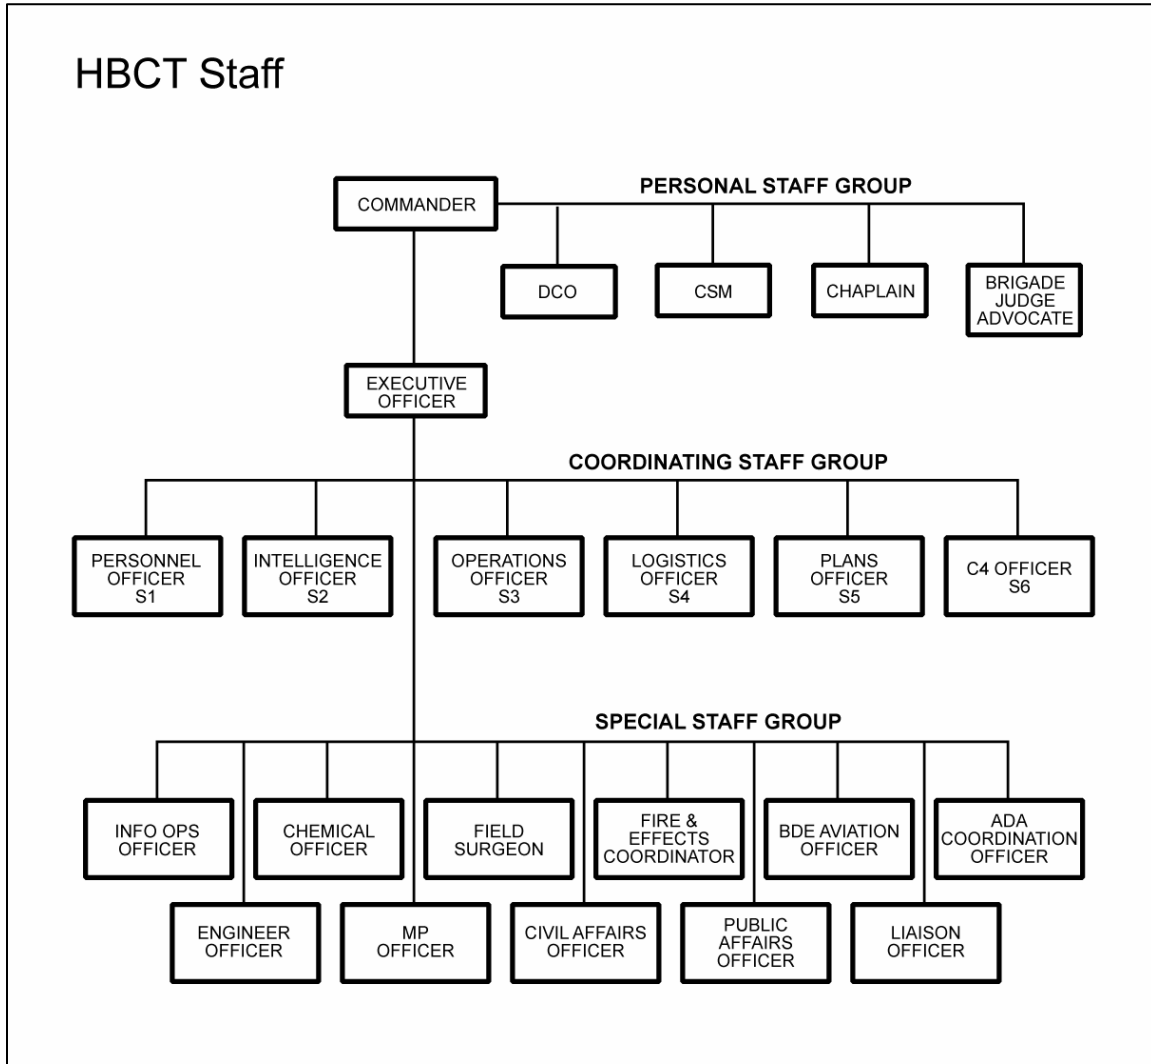 HBCT Staff
PERSONAL STAFF GROUP
COMMANDER
DCO
CSM
CHAPLAIN
BRIGADE
JUDGE
ADVOCATE
EXECUTIVE
OFFICER
COORDINATING STAFF GROUP
PERSONNEL
OFFICER
S1
INTELLIGENCE
OFFICER
S2
OPERATIONS
OFFICER
S3
LOGISTICS
OFFICER
S4
PLANS
OFFICER
S5
C4 OFFICER
S6
SPECIAL STAFF GROUP
INFO OPS
OFFICER
CHEMICAL
OFFICER
FIELD
SURGEON
FIRE &
EFFECTS
COORDINATOR
BDE AVIATION
OFFICER
ADA
COORDINATION
OFFICER
ENGINEER
OFFICER
MP
OFFICER
CIVIL AFFAIRS
OFFICER
PUBLIC
AFFAIRS
OFFICER
LIAISON
OFFICER